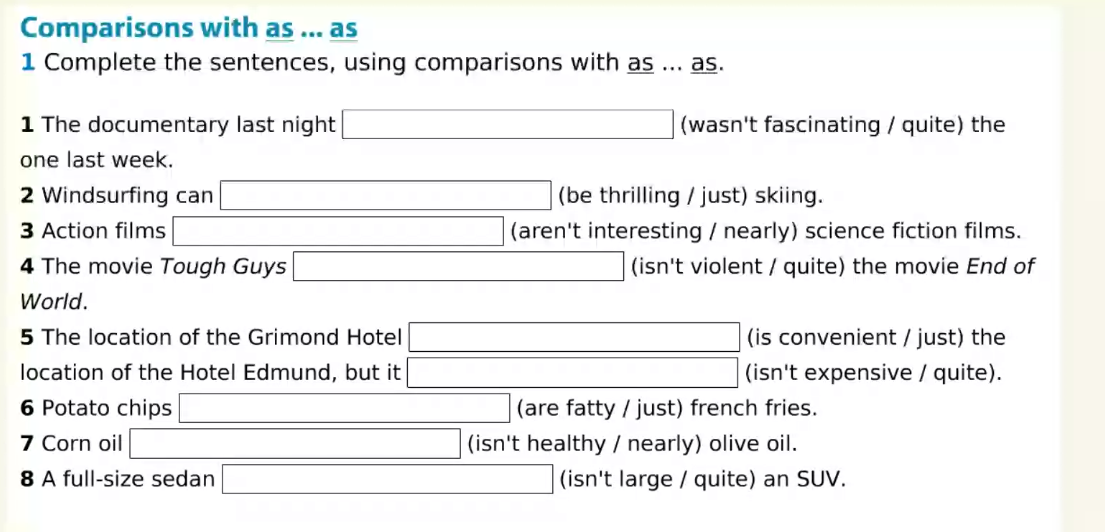 Comparisons with as ... as
1 Complete the sentences, using comparisons with as ... as.
1 The documentary last night (wasn't fascinating / quite) the
one last week.
2 Windsurfing can (be thrilling / just) skiing.
3 Action films (aren't interesting / nearly) science fiction films.
4 The movie Tough Guys (isn't violent / quite) the movie End of
World.
5 The location of the Grimond Hotel (is convenient / just) the
location of the Hotel Edmund, but it (isn't expensive / quite).
6 Potato chips (are fatty / just) french fries.
7 Corn oil (isn't healthy / nearly) olive oil.
8 A full-size sedan (isn't large / quite) an SUV.